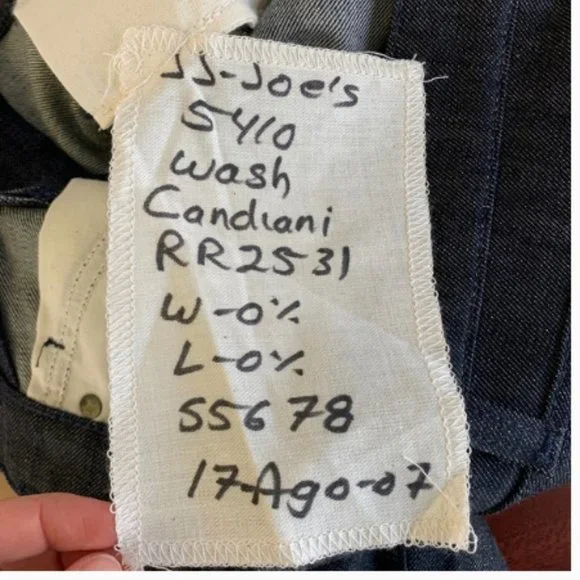 JJ-Joe's
5410
wash
Candiani
RR2531
W-0%
L-0%
55678
17-Ago-07